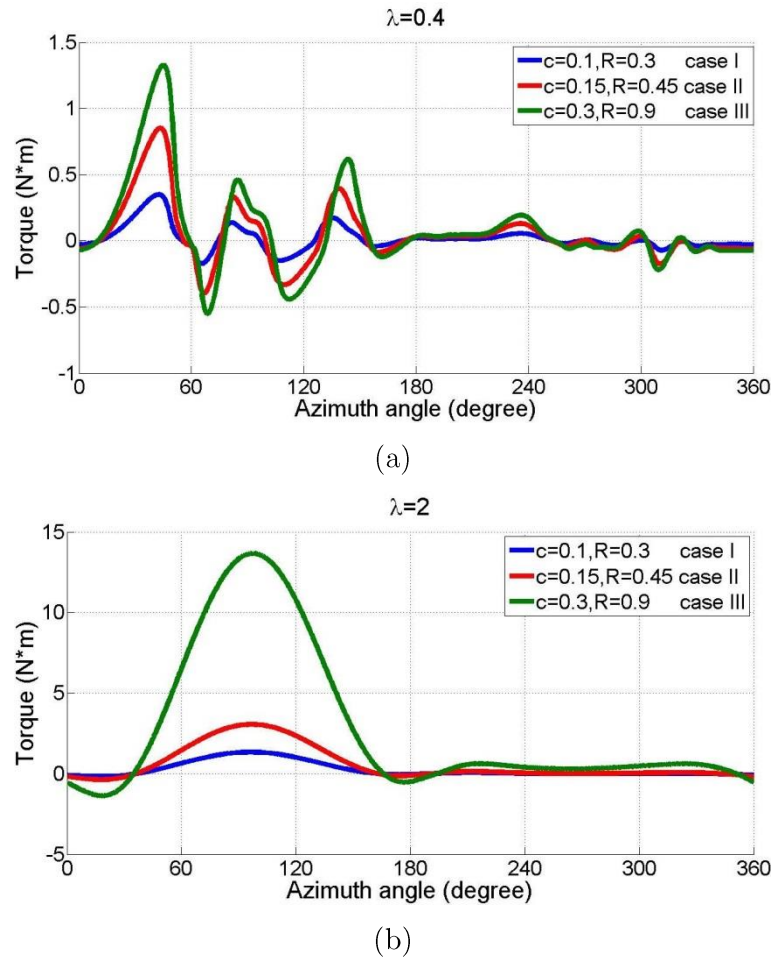 λ=0.4
c=0.1,R=0.3 case I
c=0.15,R=0.45 case II
c=0.3,R=0.9 case III
Torque (N*m)
1.5
1
0.5
0
-0.5
-1
0 60 120 180 240 300 360
Azimuth angle (degree)
(a)
λ=2
c=0.1,R=0.3 case I
c=0.15,R=0.45 case II
c=0.3,R=0.9 case III
Torque (N*m)
15
10
5
0
-5
0 60 120 180 240 300 360
Azimuth angle (degree)
(b)